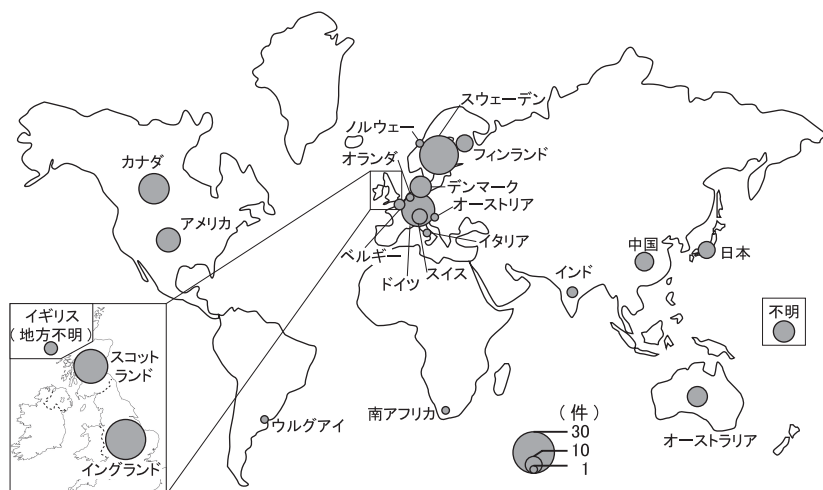 スウェーデン
ノルウェー
オランダ
フィンランド
カナダ
デンマーク
アメリカ
オーストリア
ベルギー
イタリア
スイス
ドイツ
中国
日本
インド
イギリス
(地方不明)
スコット
ランド
イングランド
ウルグアイ
南アフリカ
オーストラリア
不明
(件)
30
10
1